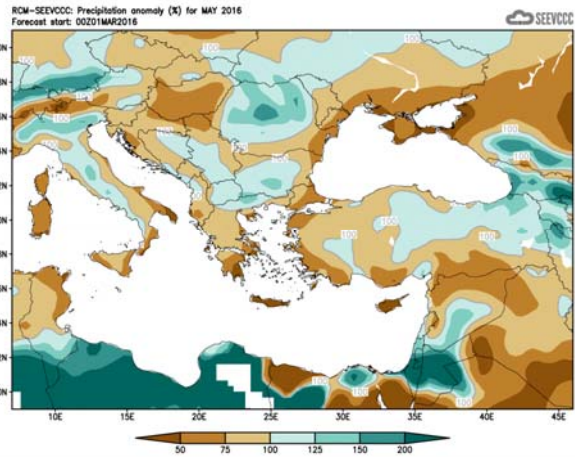 RCM-SEEVCCC: Precipitation anomaly (%) for MAY 2016
Forecast start: 00Z01MAR2016
SEEVCCC
100
100
100
100
100
100
100
100
100
100
10E
15E
20E
25E
30E
35E
40E
45E
50
75
100
125
150
200